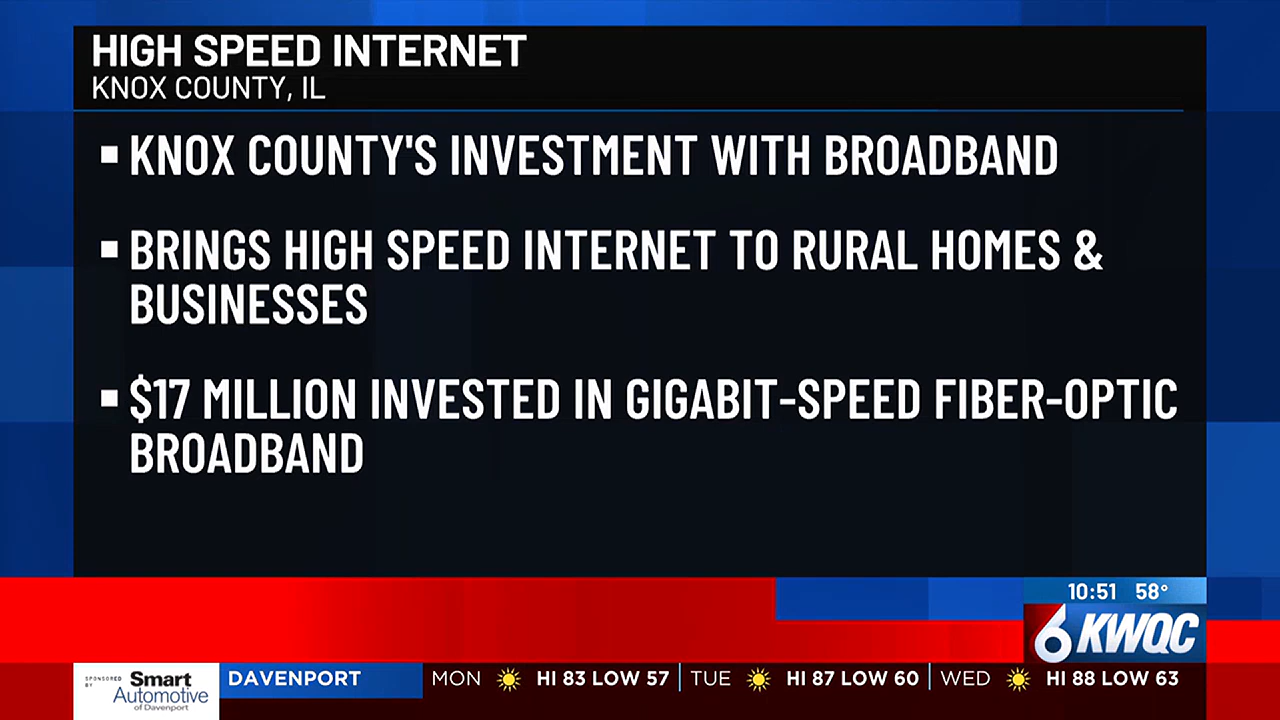 HIGH SPEED INTERNET
KNOX COUNTY, IL
▪ KNOX COUNTY'S INVESTMENT WITH BROADBAND
▪ BRINGS HIGH SPEED INTERNET TO RURAL HOMES &
BUSINESSES
▪ $17 MILLION INVESTED IN GIGABIT-SPEED FIBER-OPTIC
BROADBAND
10:51 58°
6 KWQC
SPONSORED BY Smart Automotive of Davenport
DAVENPORT MON HI 83 LOW 57 TUE HI 87 LOW 60 WED HI 88 LOW 63